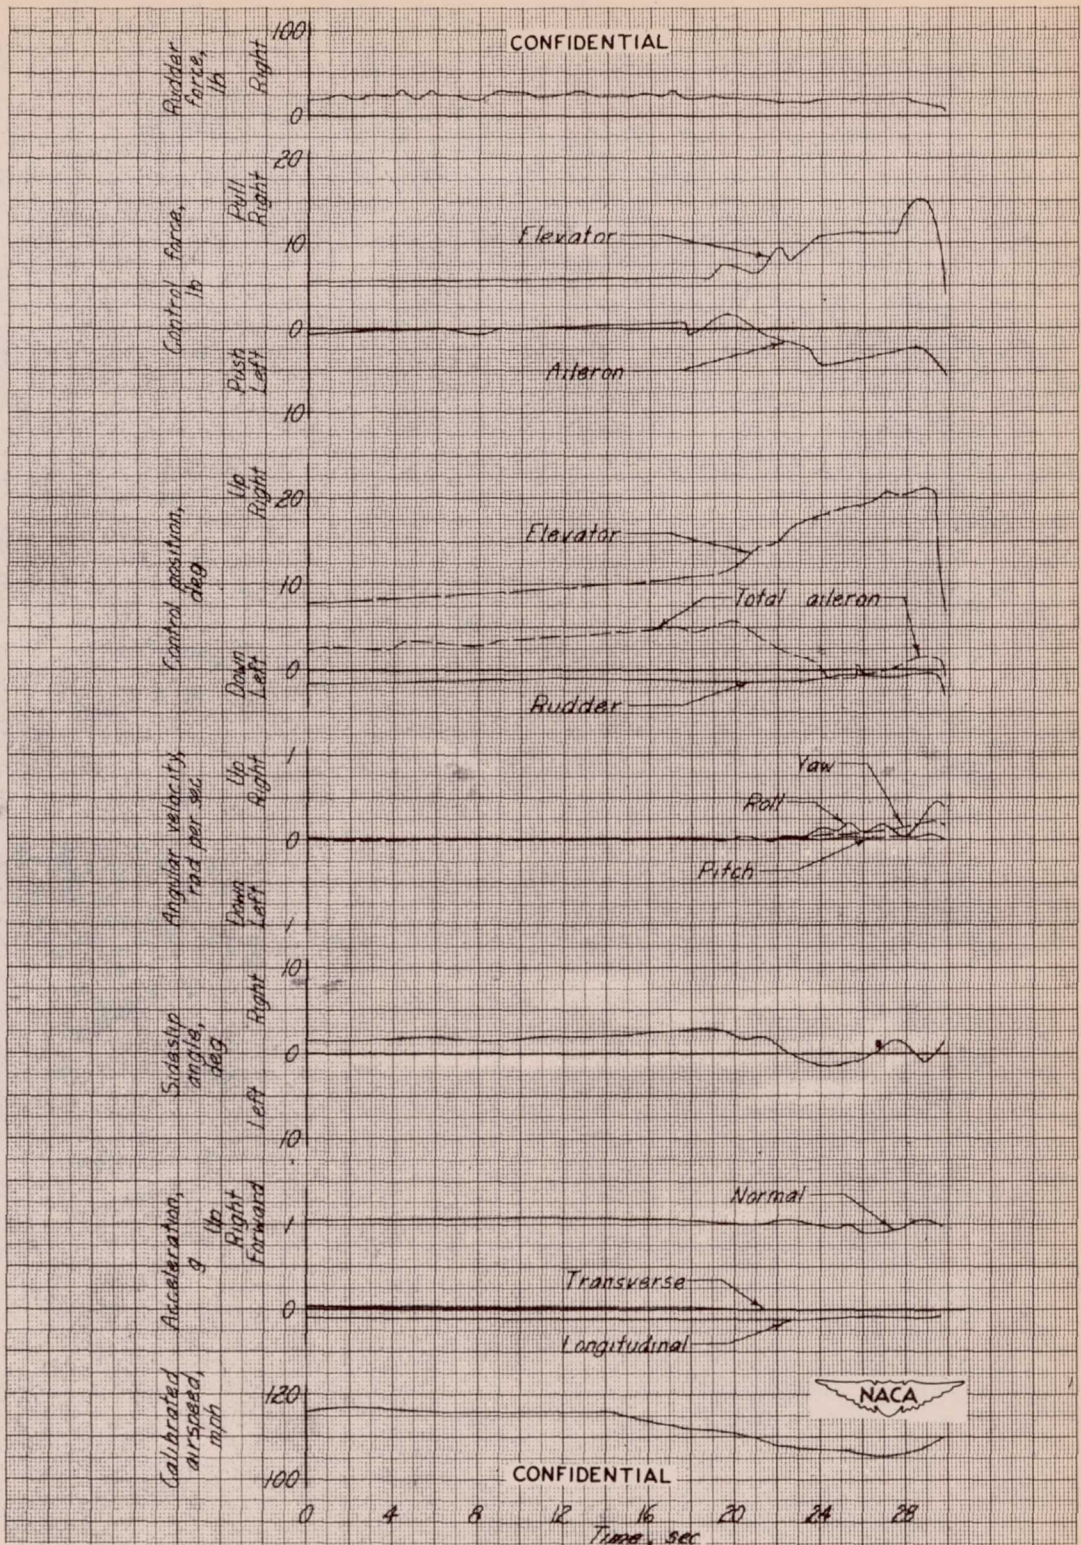 CONFIDENTIAL
Rudder
force,
lb
Right
100
0
Control force,
lb
Pull
Right
Push
Left
20
10
0
10
Elevator
Aileron
Control position,
deg
Up
Right
Down
Left
20
10
0
Elevator
Total aileron
Rudder
Angular velocity,
rad per sec
Up
Right
Down
Left
1
0
1
Yaw
Roll
Pitch
Sideslip
angle,
deg
Right
Left
10
0
10
Acceleration,
g
Up
Right
Forward
1
0
Normal
Transverse
Longitudinal
Calibrated
airspeed,
mph
120
100
NACA
CONFIDENTIAL
0 4 8 12 16 20 24 28
Time, sec